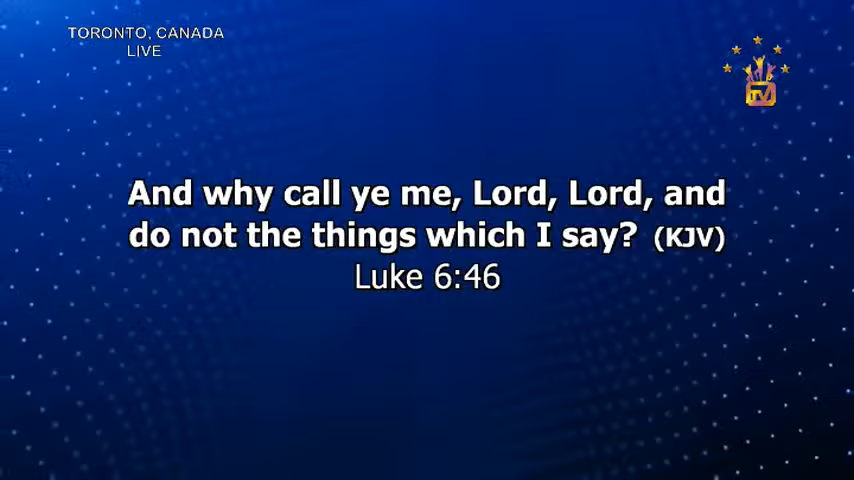 TORONTO, CANADA
LIVE
TV
And why call ye me, Lord, Lord, and
do not the things which I say? (KJV)
Luke 6:46